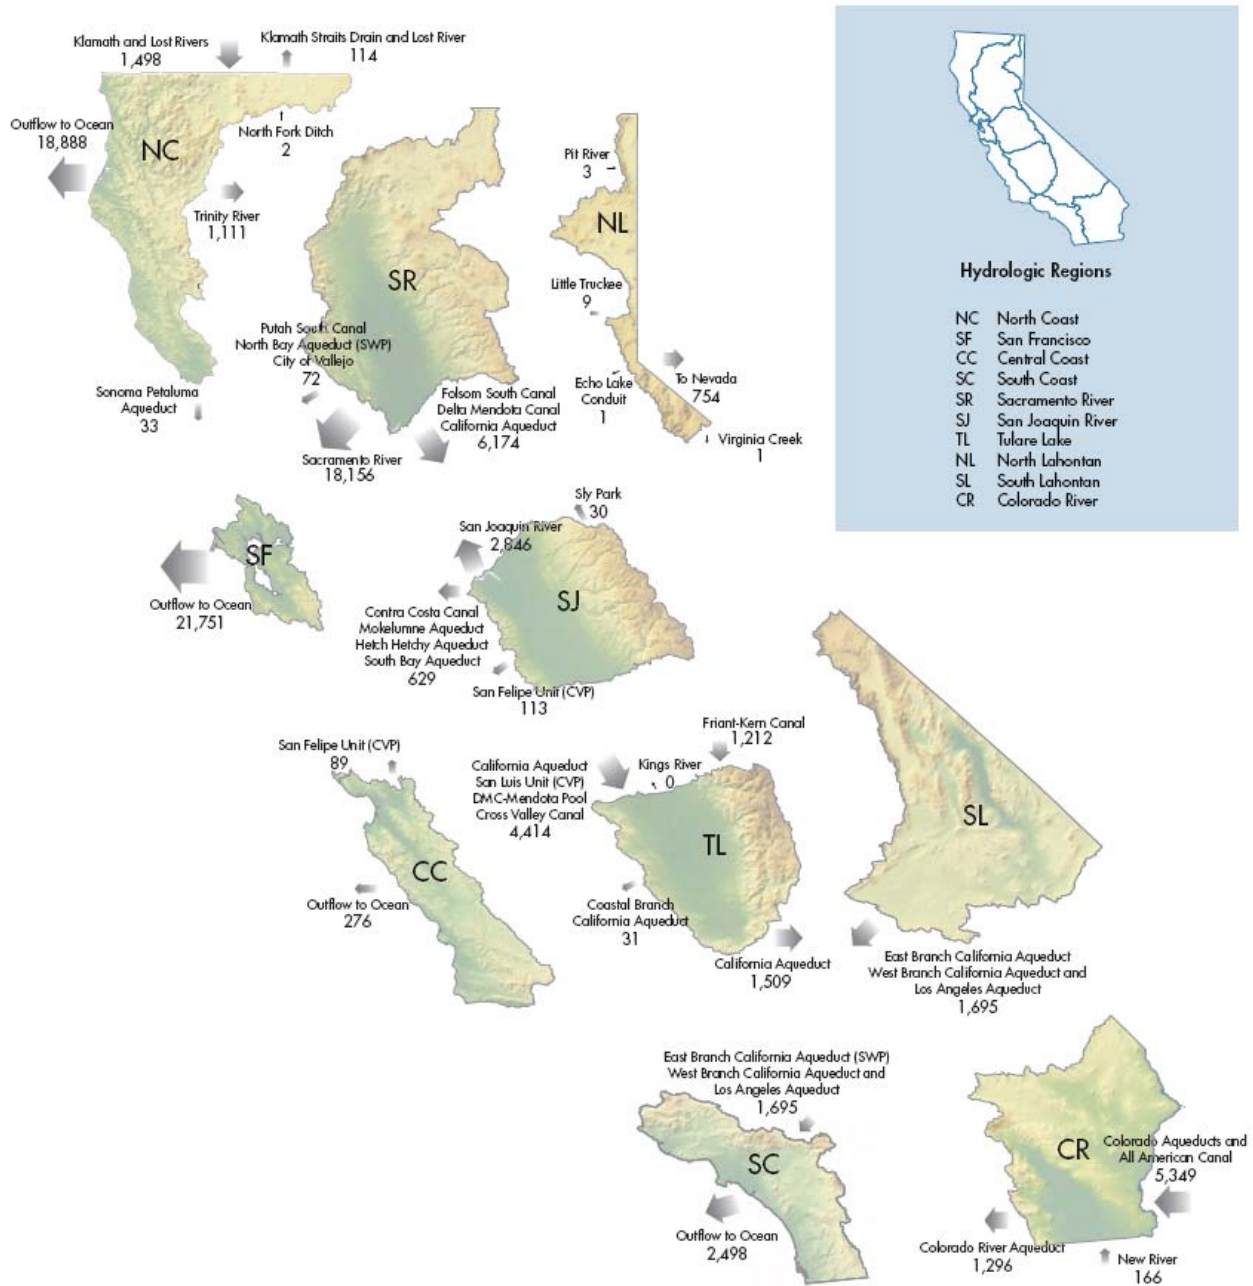 Klamath and Lost Rivers
1,498
Klamath Straits Drain and Lost River
114
Outflow to Ocean
18,888
NC
North Fork Ditch
2
Trinity River
1,111
Sonoma Petaluma
Aqueduct
33
SR
Putah South Canal
North Bay Aqueduct (SWP)
City of Vallejo
72
Sacramento River
18,156
Folsom South Canal
Delta Mendota Canal
California Aqueduct
6,174
Pit River
3
NL
Little Truckee
9
Echo Lake
Conduit
1
To Nevada
754
Virginia Creek
1
Hydrologic Regions
NC North Coast
SF San Francisco
CC Central Coast
SC South Coast
SR Sacramento River
SJ San Joaquin River
TL Tulare Lake
NL North Lahontan
SL South Lahontan
CR Colorado River
SF
Outflow to Ocean
21,751
Sly Park
30
San Joaquin River
2,846
SJ
Contra Costa Canal
Mokelumne Aqueduct
Hetch Hetchy Aqueduct
South Bay Aqueduct
629
San Felipe Unit (CVP)
113
San Felipe Unit (CVP)
89
CC
Outflow to Ocean
276
California Aqueduct
San Luis Unit (CVP)
DMC-Mendota Pool
Cross Valley Canal
4,414
Kings River
0
Friant-Kern Canal
1,212
TL
Coastal Branch
California Aqueduct
31
California Aqueduct
1,509
SL
East Branch California Aqueduct
West Branch California Aqueduct and
Los Angeles Aqueduct
1,695
East Branch California Aqueduct (SWP)
West Branch California Aqueduct and
Los Angeles Aqueduct
1,695
SC
Outflow to Ocean
2,498
CR
Colorado Aqueducts and
All American Canal
5,349
Colorado River Aqueduct
1,296
New River
166